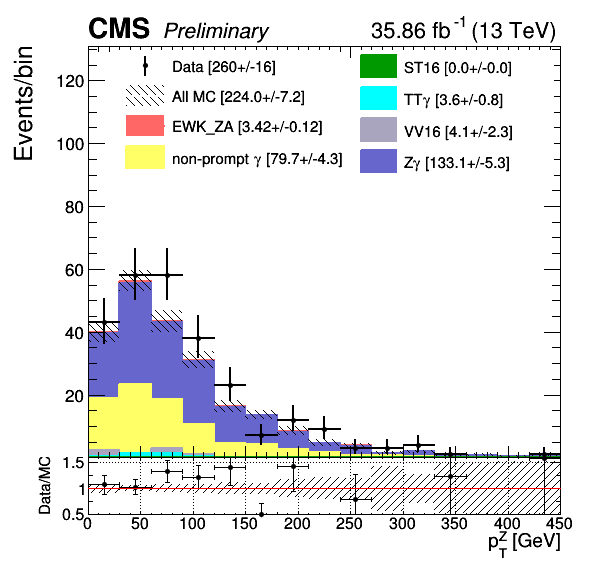 CMS Preliminary 35.86 fb⁻¹ (13 TeV)
Events/bin
Data [260+/-16]
All MC [224.0+/-7.2]
EWK_ZA [3.42+/-0.12]
non-prompt γ [79.7+/-4.3]
ST16 [0.0+/-0.0]
TTγ [3.6+/-0.8]
VV16 [4.1+/-2.3]
Zγ [133.1+/-5.3]
120
100
80
60
40
20
Data/MC
1.5
1
0.5
0 50 100 150 200 250 300 350 400 450
p_T^Z [GeV]